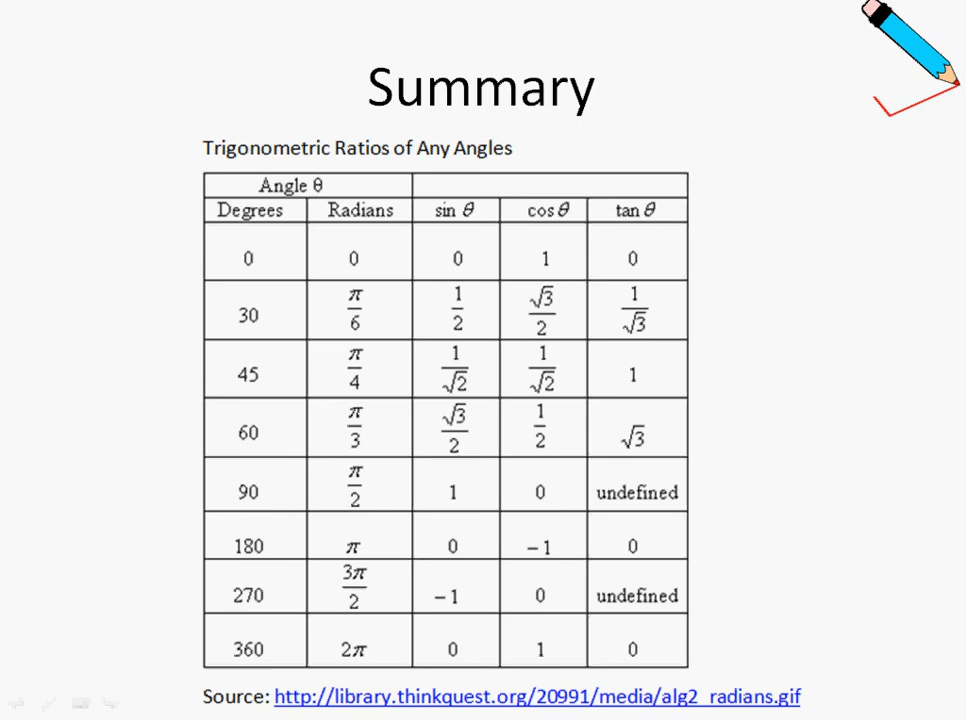 Summary
Trigonometric Ratios of Any Angles
Angle θ
Degrees Radians sin θ cos θ tan θ
0 0 0 1 0
30 π/6 1/2 √3/2 1/√3
45 π/4 1/√2 1/√2 1
60 π/3 √3/2 1/2 √3
90 π/2 1 0 undefined
180 π 0 −1 0
270 3π/2 −1 0 undefined
360 2π 0 1 0
Source: http://library.thinkquest.org/20991/media/alg2_radians.gif